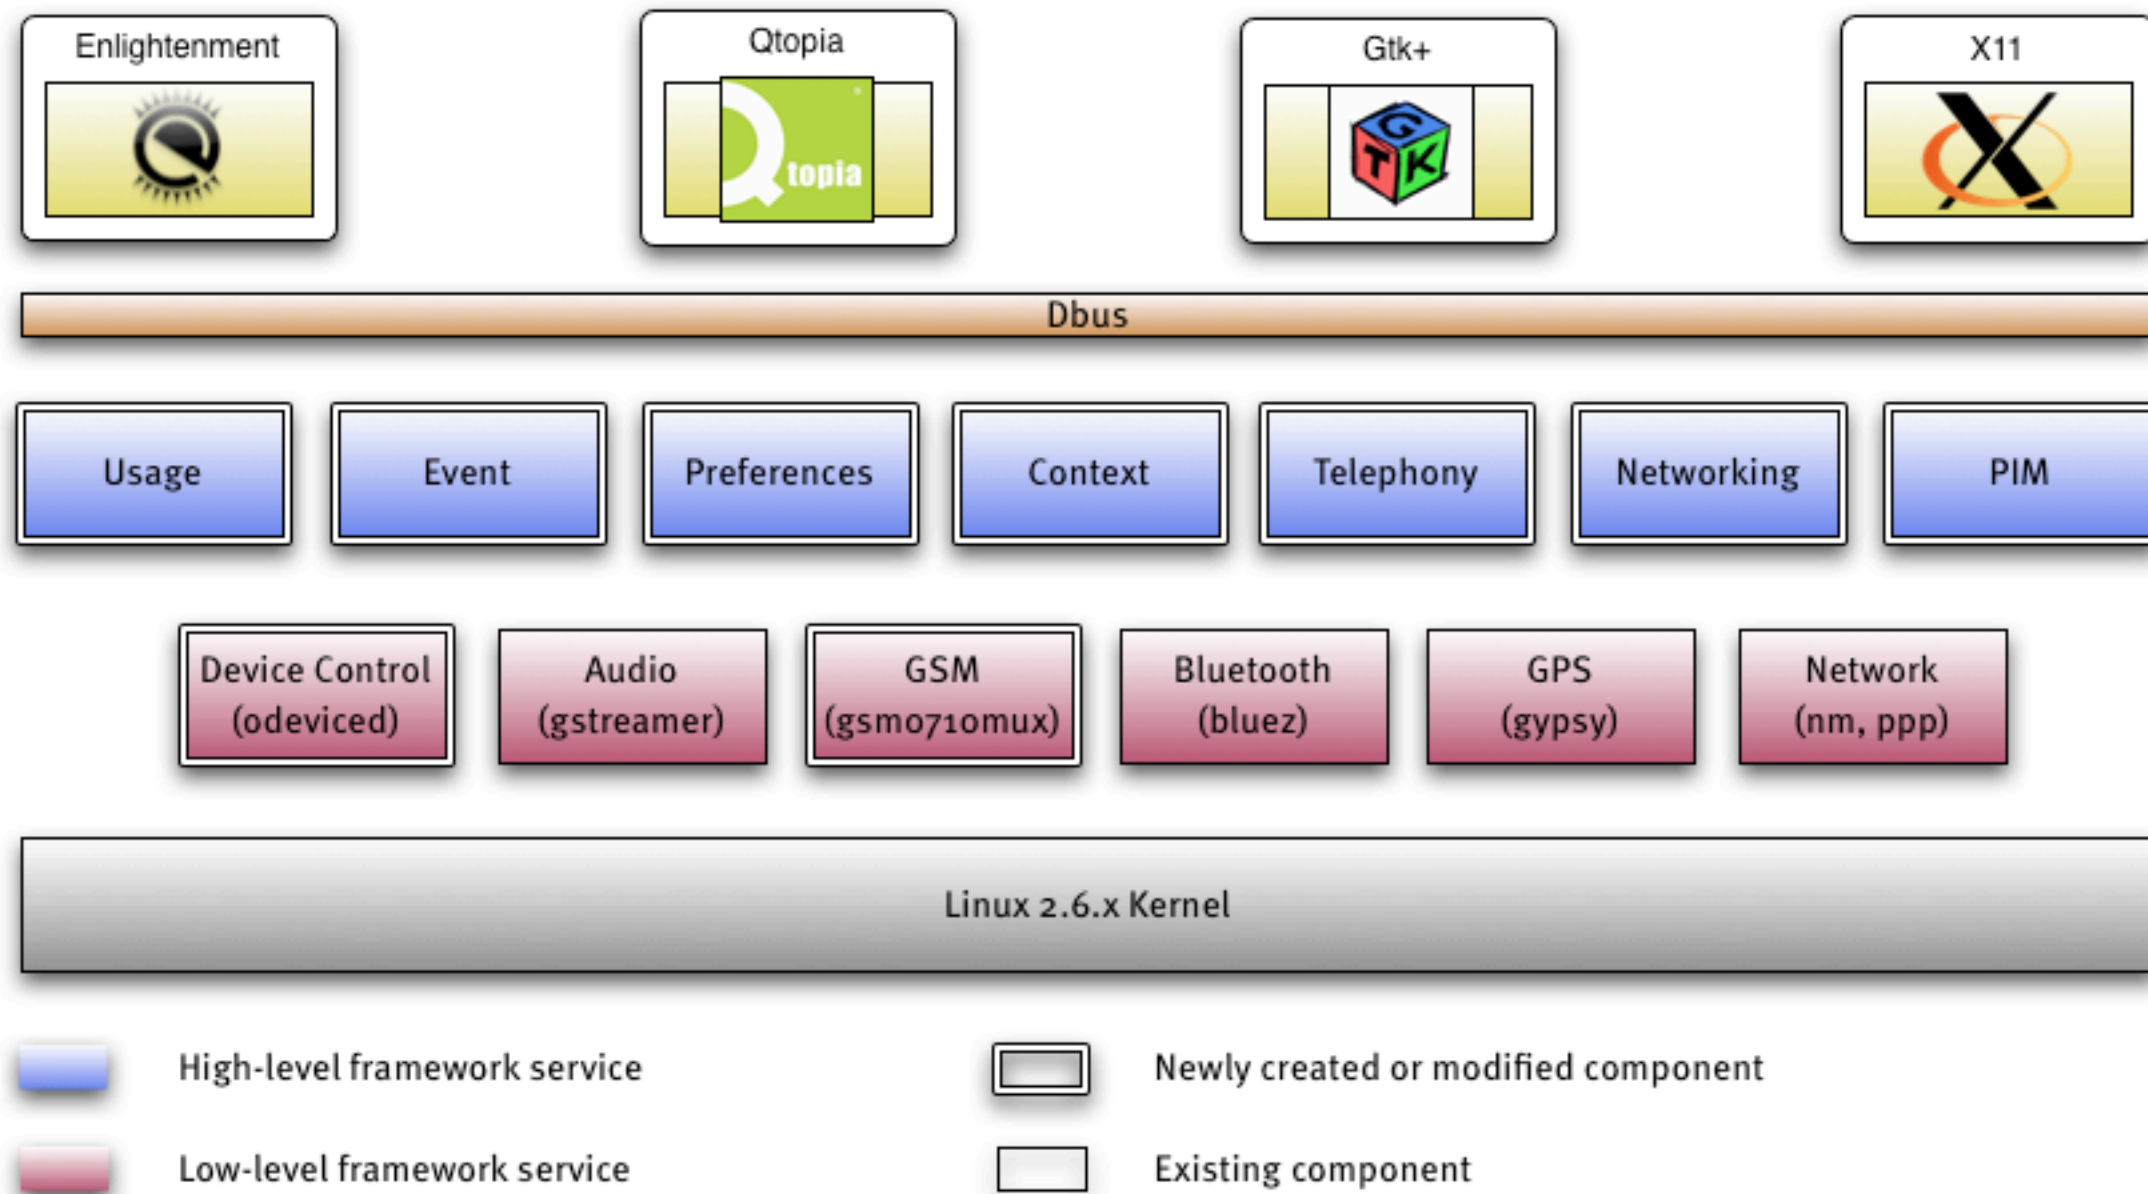 Enlightenment
Qtopia
Gtk+
X11
Qtopia
G
T K
X
Dbus
Usage
Event
Preferences
Context
Telephony
Networking
PIM
Device Control
(odeviced)
Audio
(gstreamer)
GSM
(gsm0710mux)
Bluetooth
(bluez)
GPS
(gypsy)
Network
(nm, ppp)
Linux 2.6.x Kernel
High-level framework service
Newly created or modified component
Low-level framework service
Existing component